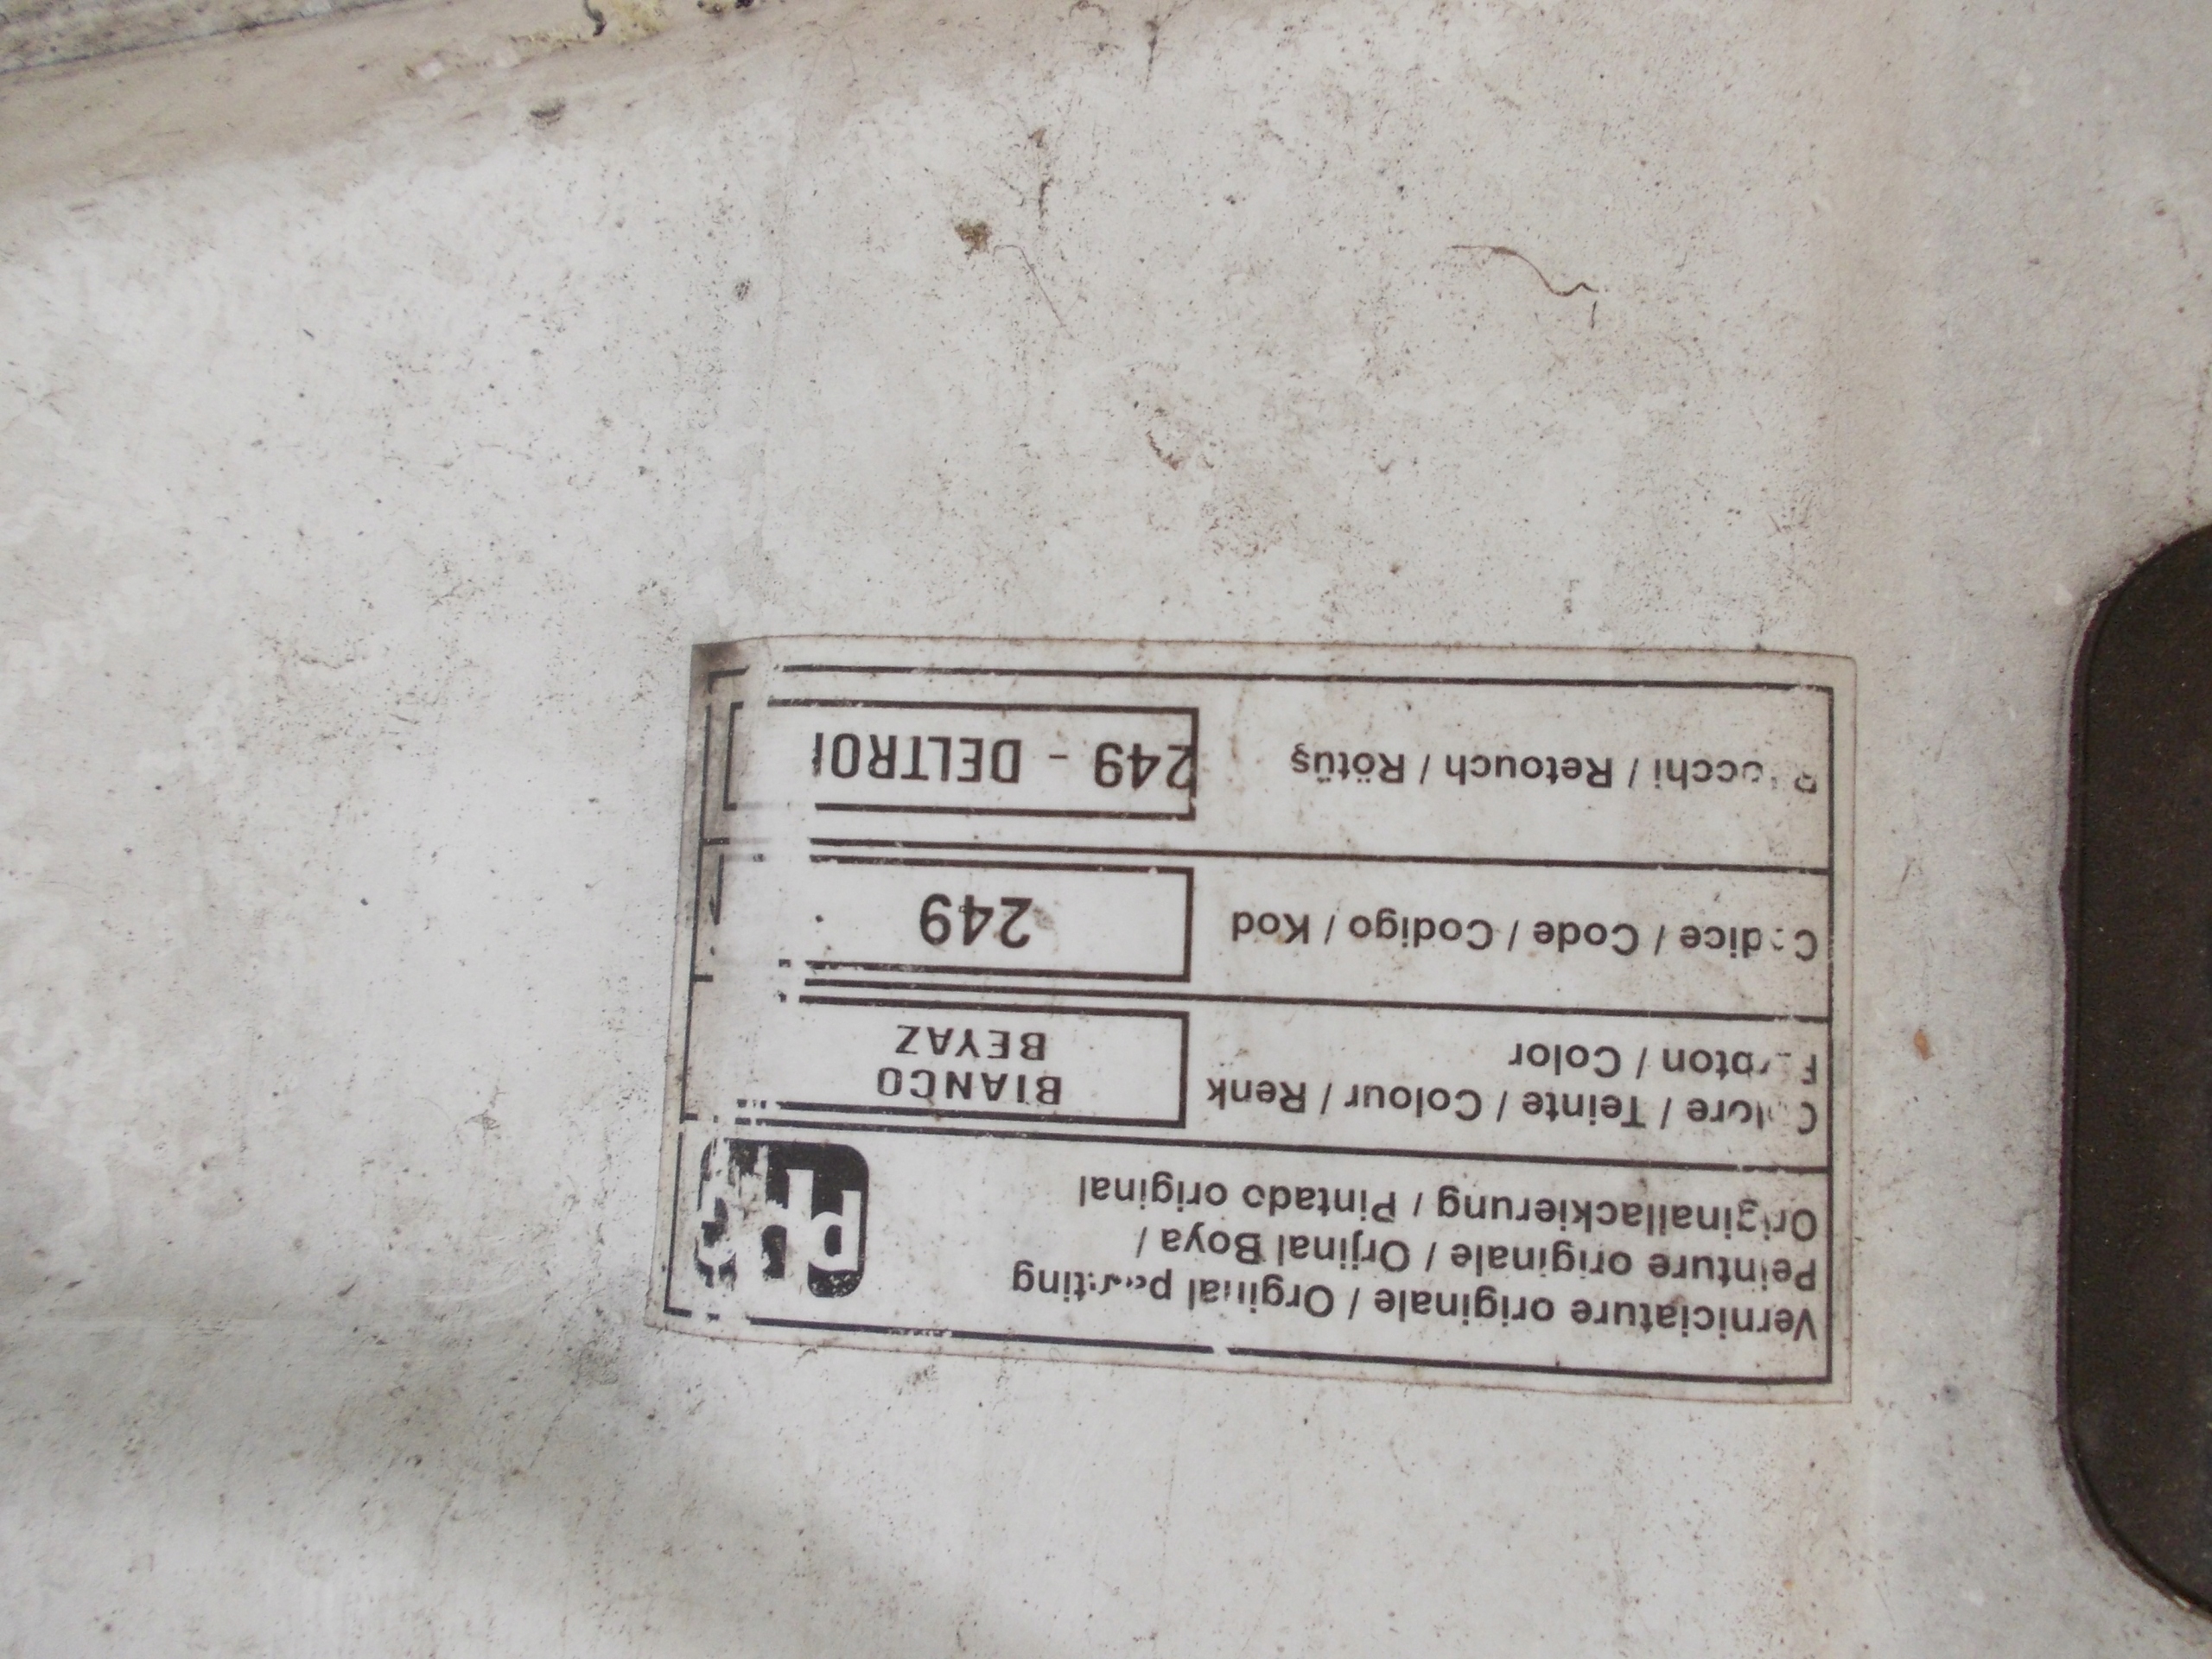 Verniciature originale / Orginal painting
Peinture originale / Orjinal Boya /
Originallackierung / Pintado original
Colore / Teinte / Colour / Renk
Farbton / Color
BIANCO
BEYAZ
Codice / Code / Codigo / Kod
249
Ritocchi / Retouch / Rötüş
249 - DELTRON